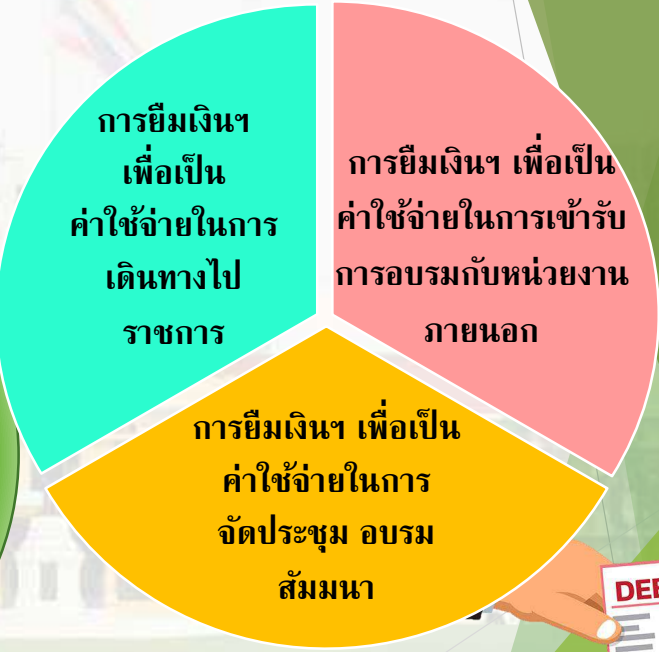 การยืมเงินฯ
เพื่อเป็น
ค่าใช้จ่ายในการ
เดินทางไป
ราชการ
การยืมเงินฯ เพื่อเป็น
ค่าใช้จ่ายในการเข้ารับ
การอบรมกับหน่วยงาน
ภายนอก
การยืมเงินฯ เพื่อเป็น
ค่าใช้จ่ายในการ
จัดประชุม อบรม
สัมมนา